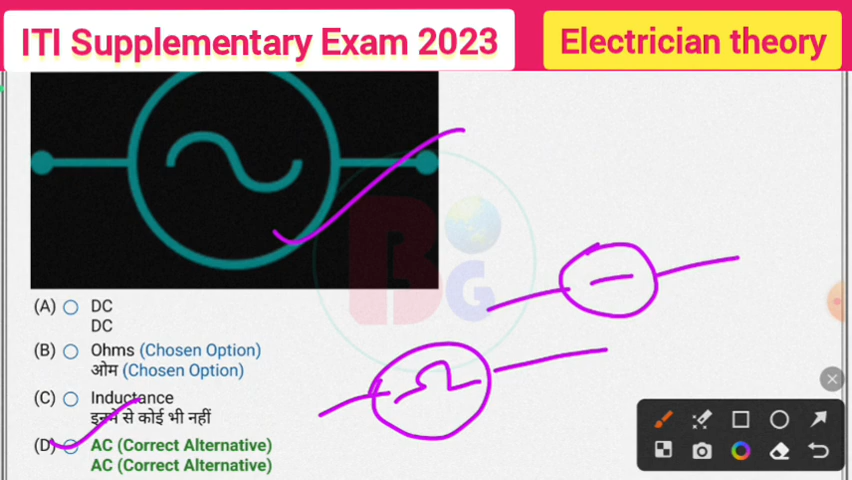 ITI Supplementary Exam 2023
Electrician theory
BG
(A) DC
DC
(B) Ohms (Chosen Option)
ओम (Chosen Option)
(C) Inductance
इनमे से कोई भी नहीं
(D) AC (Correct Alternative)
AC (Correct Alternative)
Ω